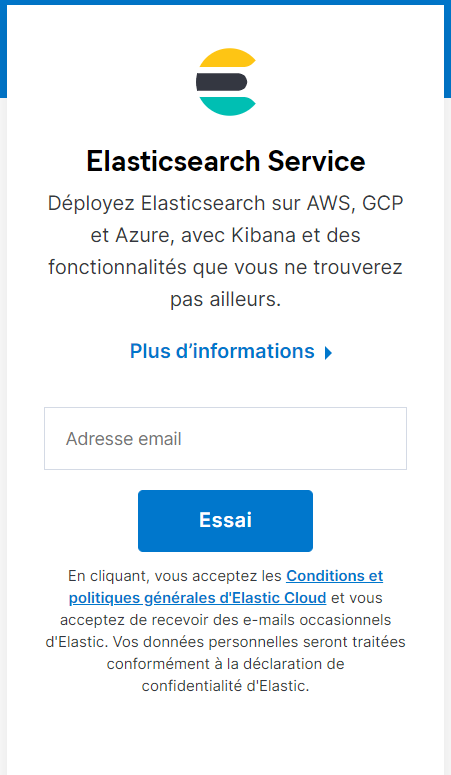 Elasticsearch Service
Déployez Elasticsearch sur AWS, GCP
et Azure, avec Kibana et des
fonctionnalités que vous ne trouverez
pas ailleurs.
Plus d’informations
Adresse email
Essai
En cliquant, vous acceptez les Conditions et
politiques générales d'Elastic Cloud et vous
acceptez de recevoir des e-mails occasionnels
d'Elastic. Vos données personnelles seront traitées
conformément à la déclaration de
confidentialité d'Elastic.